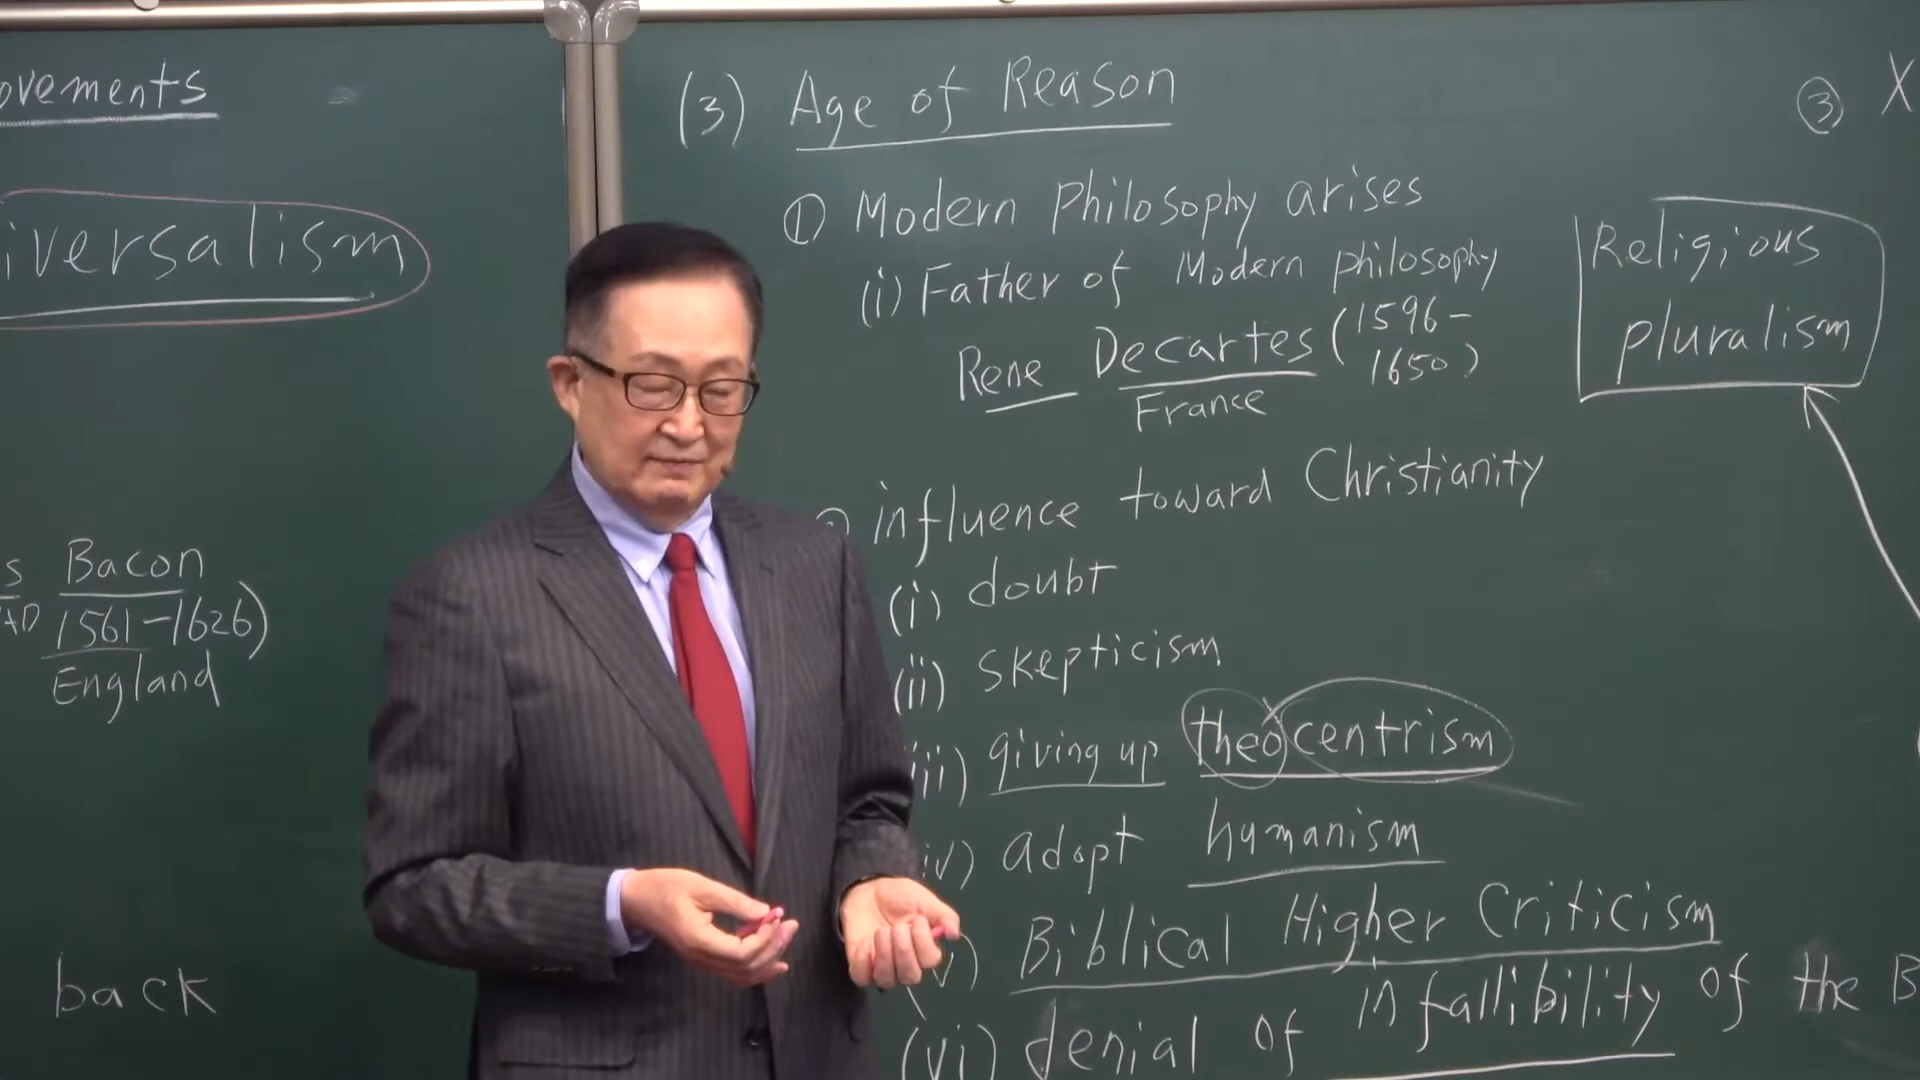 ovements
iversalism
s Bacon
AD 1561-1626)
England
back
(3) Age of Reason
① Modern philosophy arises
(i) Father of Modern philosophy
Rene Decartes (1596-
1650)
France
influence toward Christianity
(i) doubt
(ii) skepticism
iii) giving up theocentrism
iv) adopt humanism
v) Biblical Higher Criticism
(vi) denial of infallibility of the B
③ X
Religious
pluralism